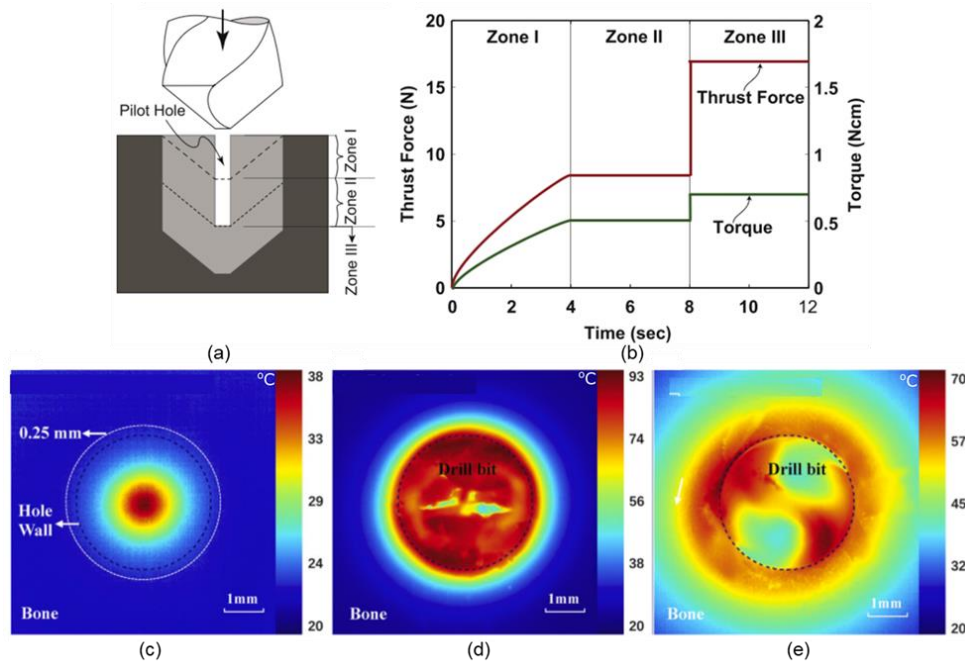 Pilot Hole
Zone I
Zone II
Zone III
(a)
20
15
10
5
0
Thrust Force (N)
Zone I
Zone II
Zone III
Thrust Force
Torque
2
1.5
1
0.5
0
Torque (Ncm)
0
2
4
6
8
10
12
Time (sec)
(b)
°C
38
33
29
24
20
0.25 mm
Hole
Wall
Bone
1mm
(c)
°C
93
74
56
38
20
Drill bit
Bone
1mm
(d)
°C
70
57
45
32
20
Drill bit
Bone
1mm
(e)